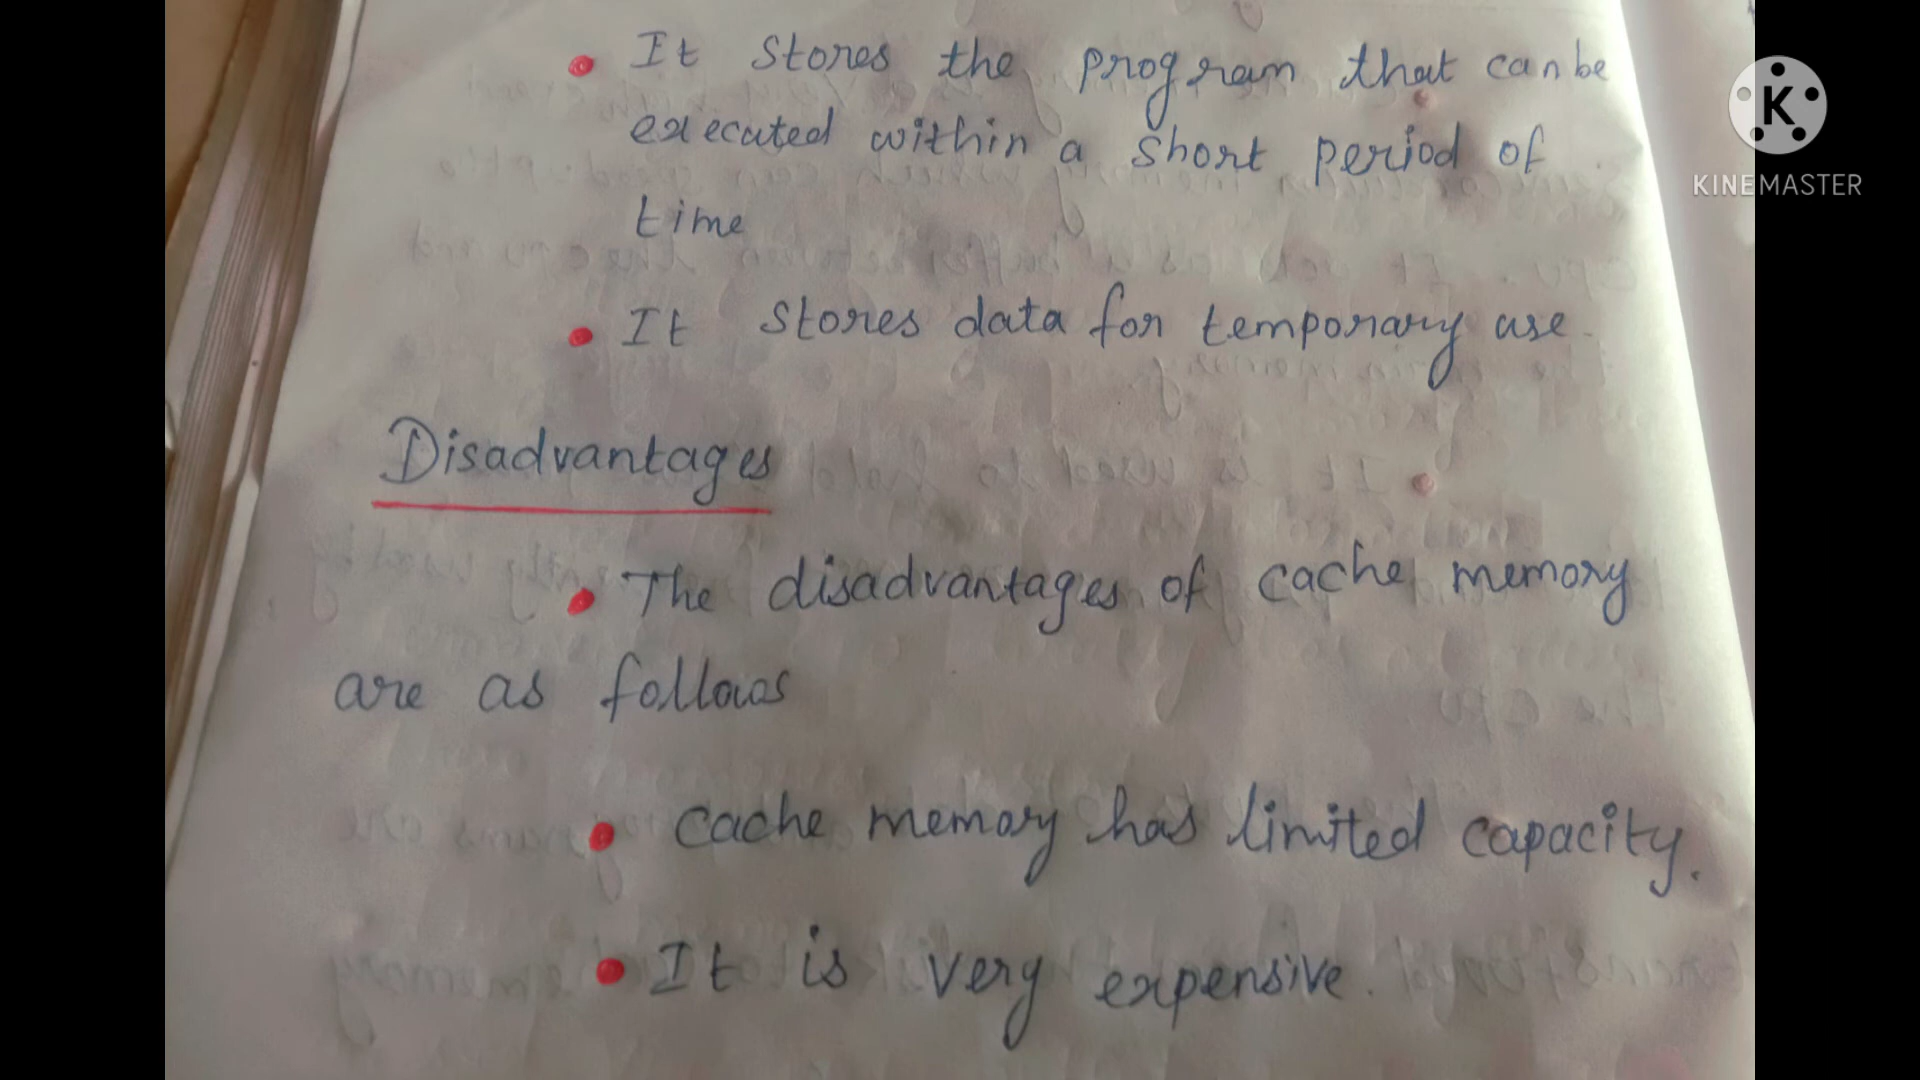 It stores the program that can be
executed within a short period of
time
It stores data for temporary use.
Disadvantages
The disadvantages of cache memory
are as follows
Cache memory has limited capacity.
It is very expensive.
K
KINEMASTER